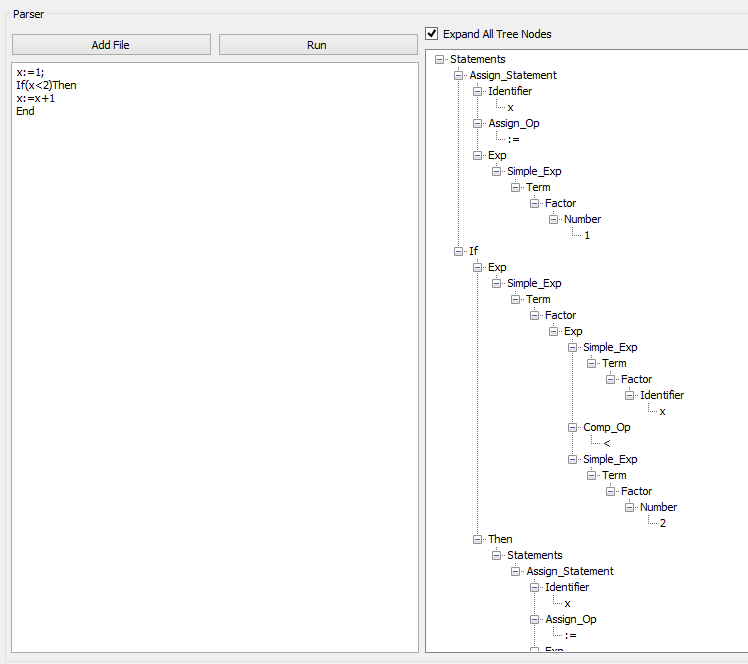 Parser
Add File
Run
Expand All Tree Nodes
x:=1;
If(x<2)Then
x:=x+1
End
Statements
Assign_Statement
Identifier
x
Assign_Op
:=
Exp
Simple_Exp
Term
Factor
Number
1
If
Exp
Simple_Exp
Term
Factor
Exp
Simple_Exp
Term
Factor
Identifier
x
Comp_Op
<
Simple_Exp
Term
Factor
Number
2
Then
Statements
Assign_Statement
Identifier
x
Assign_Op
:=
Exp